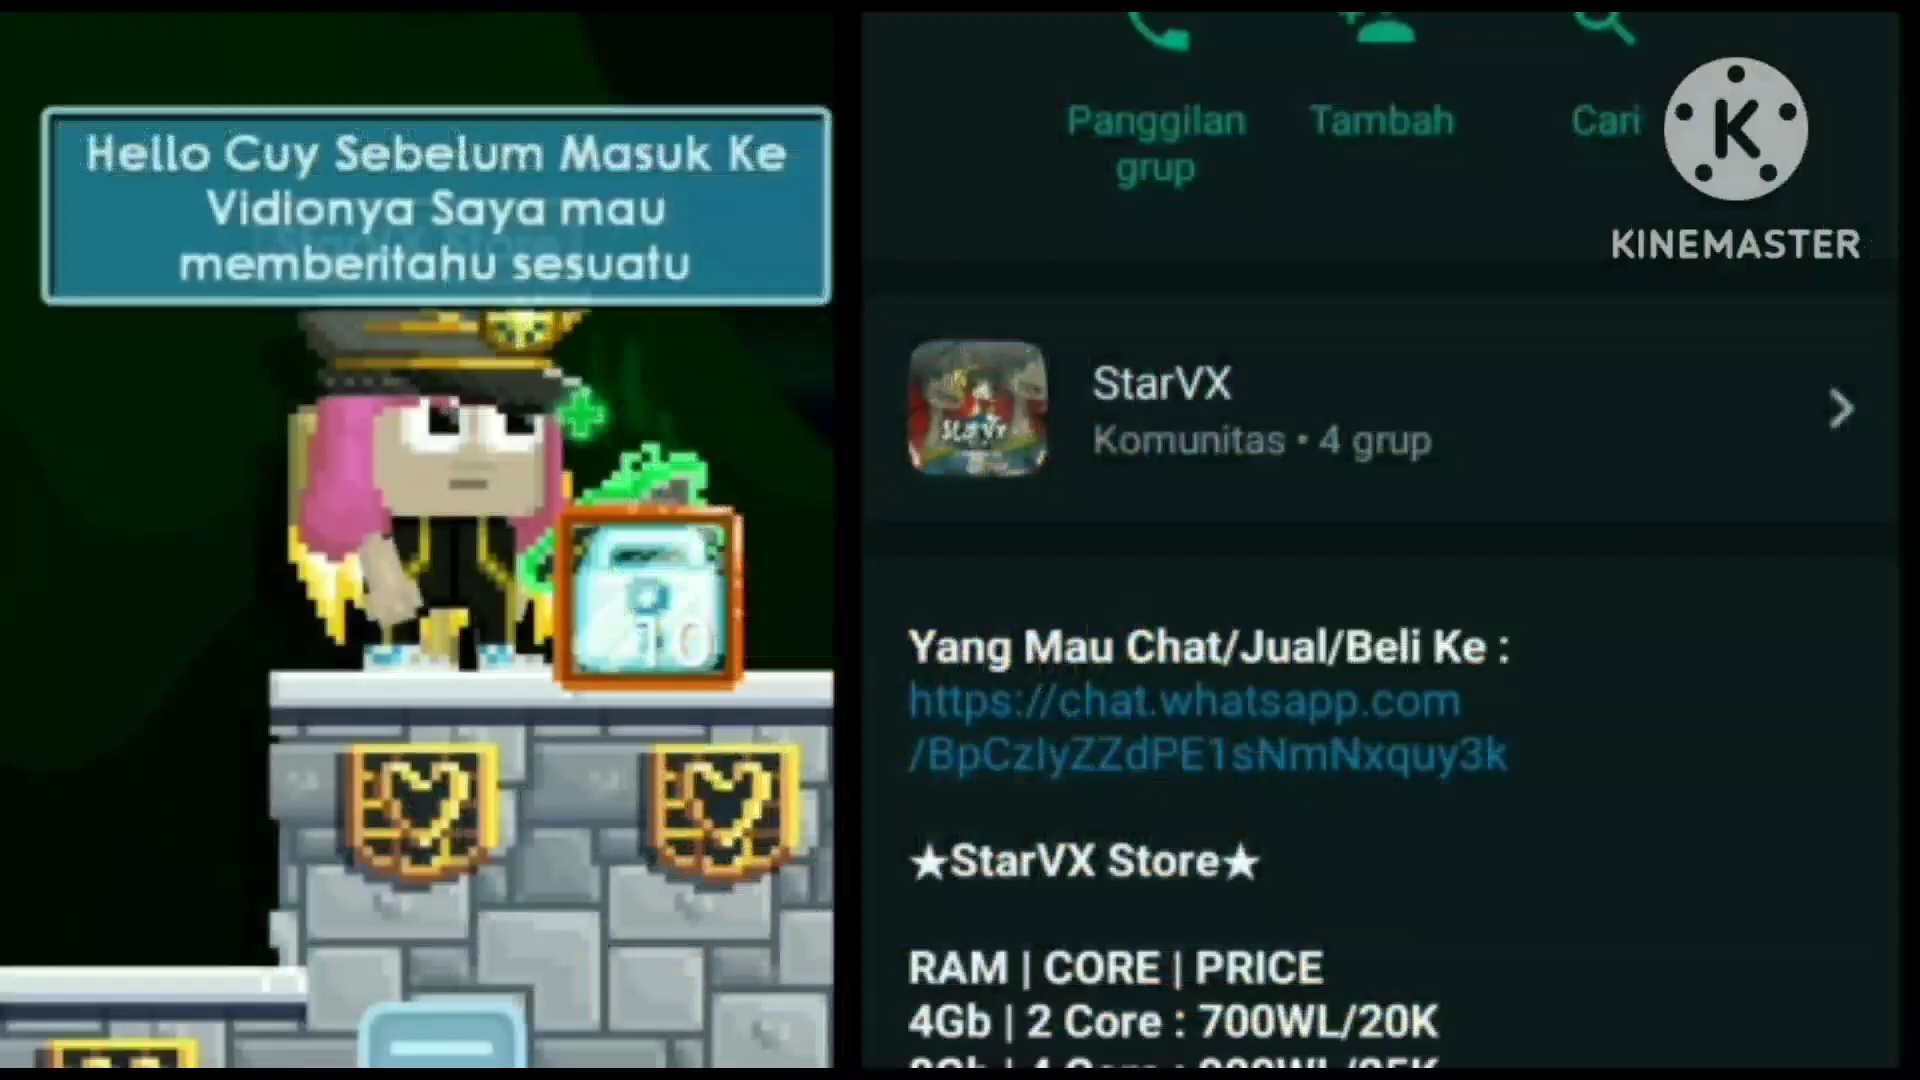 Hello Cuy Sebelum Masuk Ke
Vidionya Saya mau
memberitahu sesuatu
10
Panggilan
grup
Tambah
Cari
KINEMASTER
StarVX
Komunitas • 4 grup
Yang Mau Chat/Jual/Beli Ke :
https://chat.whatsapp.com
/BpCzIyZZdPE1sNmNxquy3k
★StarVX Store★
RAM | CORE | PRICE
4Gb | 2 Core : 700WL/20K